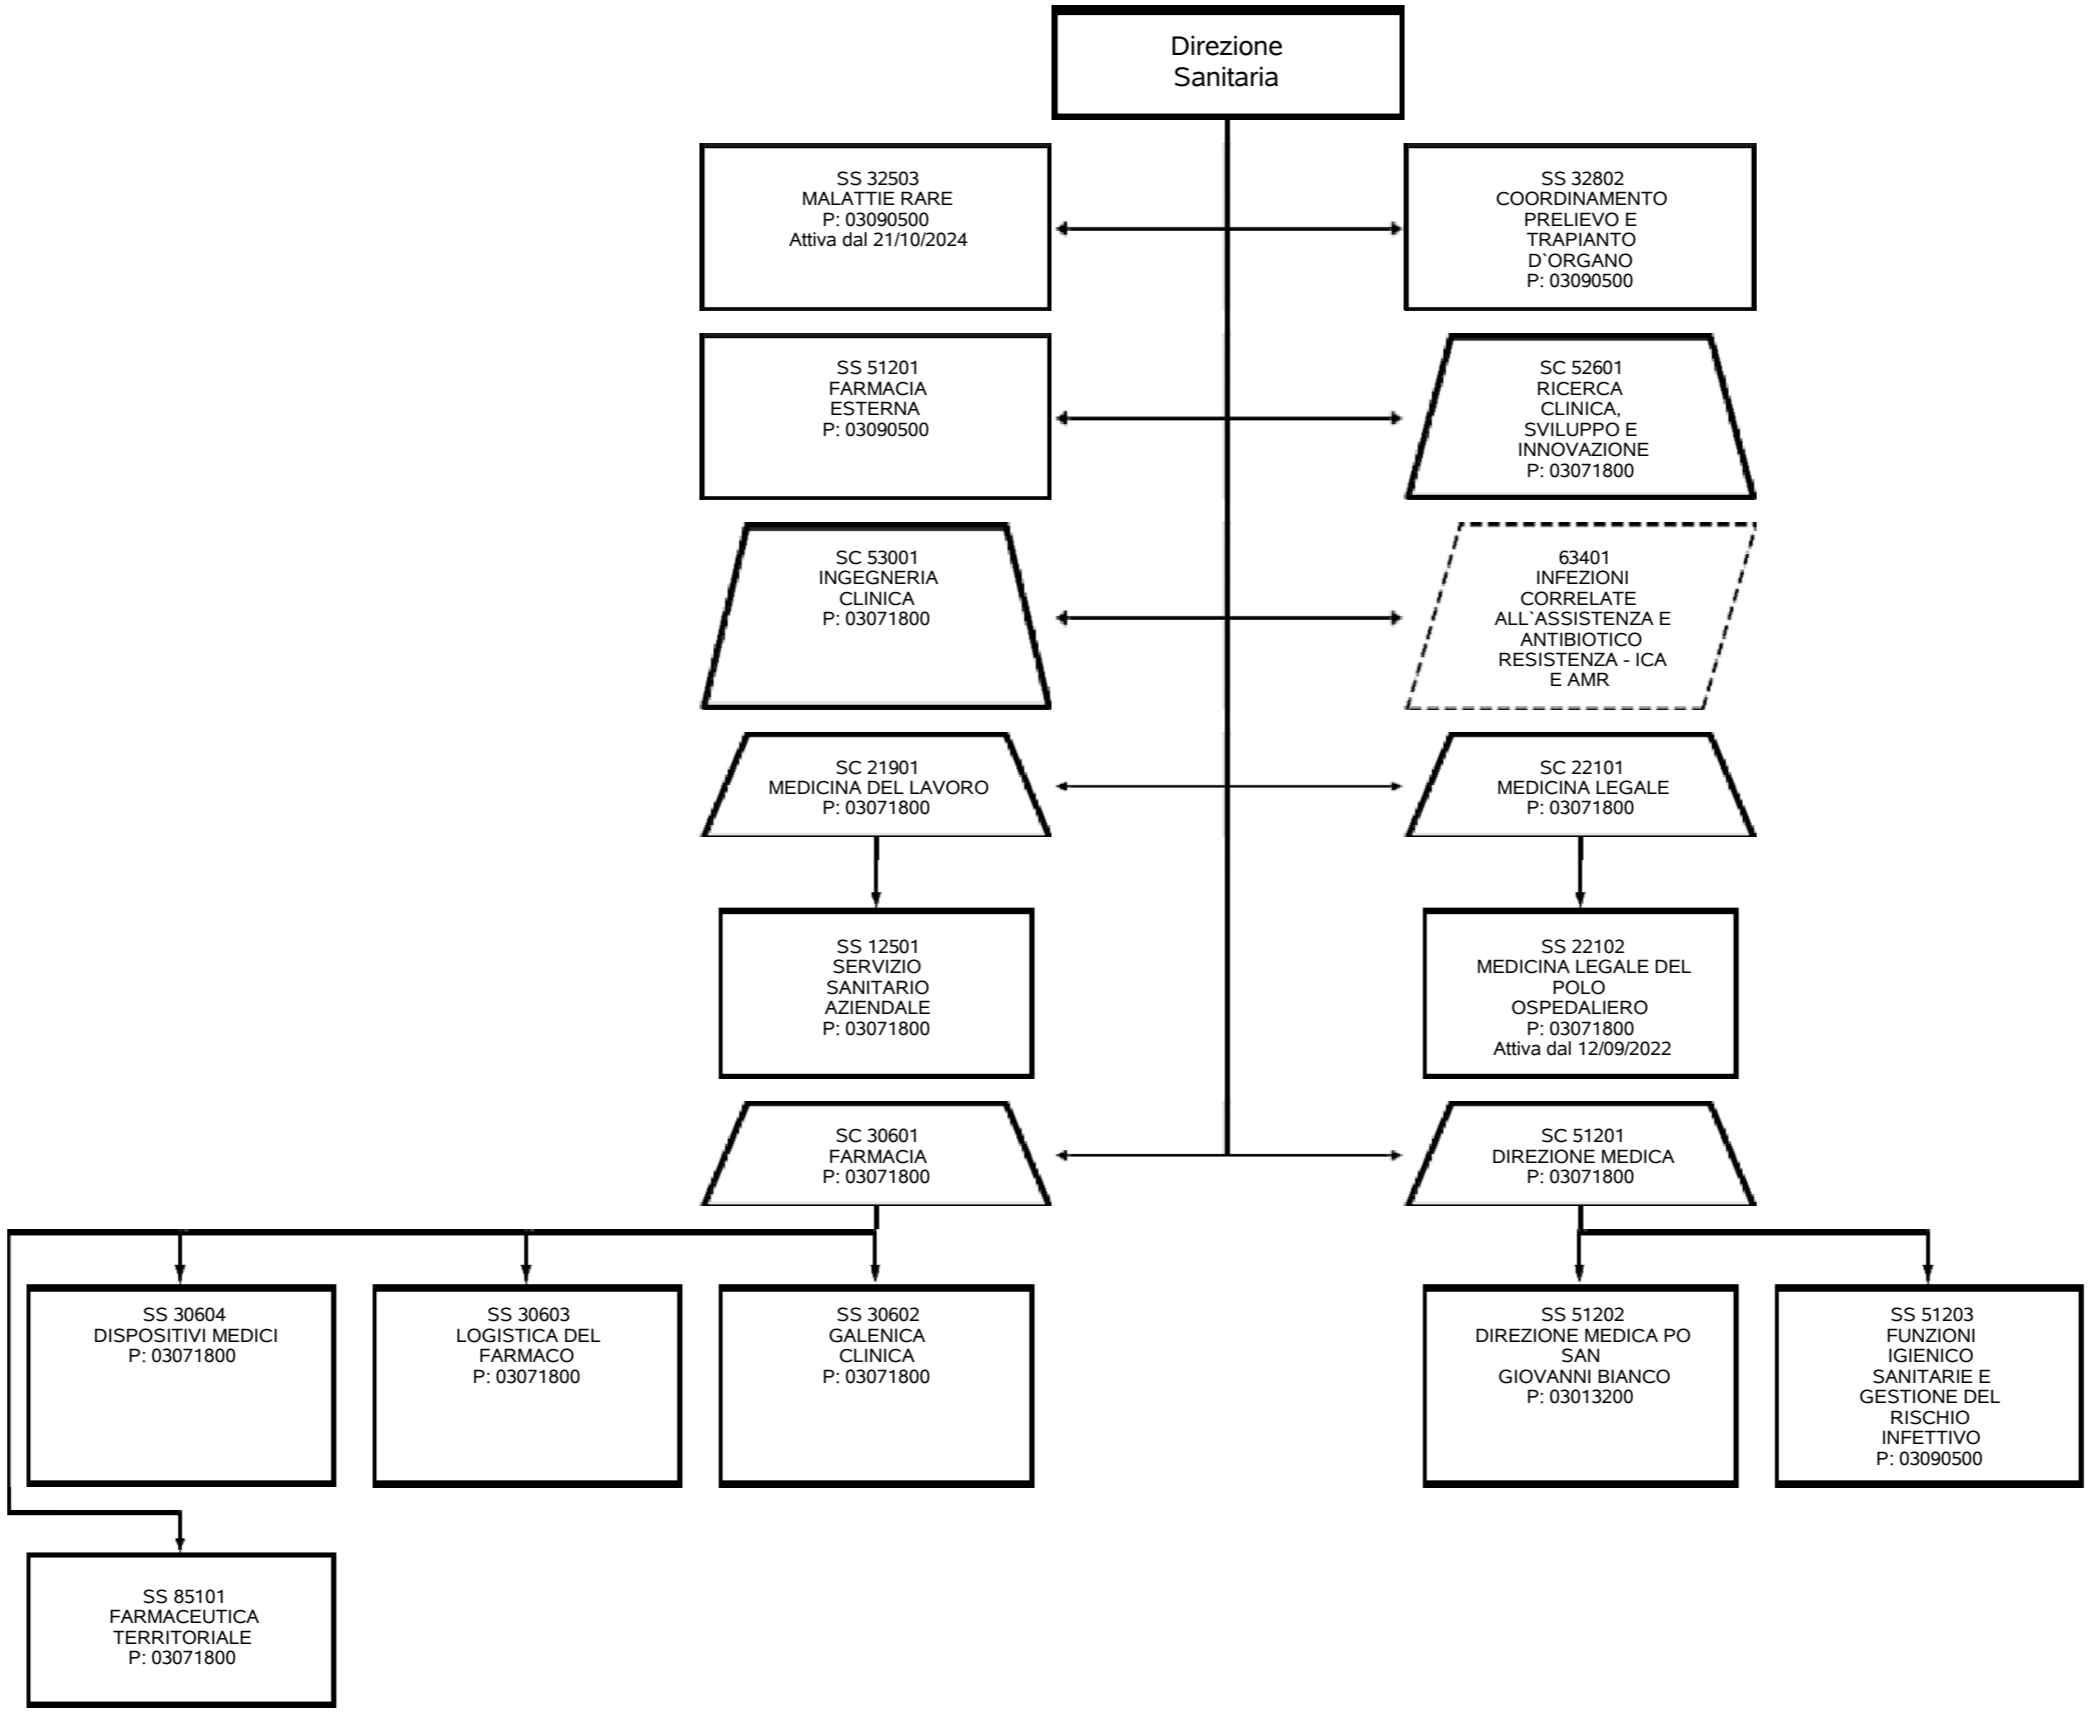 Direzione
Sanitaria
SS 32503
MALATTIE RARE
P: 03090500
Attiva dal 21/10/2024
SS 32802
COORDINAMENTO
PRELIEVO E
TRAPIANTO
D`ORGANO
P: 03090500
SS 51201
FARMACIA
ESTERNA
P: 03090500
SC 52601
RICERCA
CLINICA,
SVILUPPO E
INNOVAZIONE
P: 03071800
SC 53001
INGEGNERIA
CLINICA
P: 03071800
63401
INFEZIONI
CORRELATE
ALL`ASSISTENZA E
ANTIBIOTICO
RESISTENZA - ICA
E AMR
SC 21901
MEDICINA DEL LAVORO
P: 03071800
SC 22101
MEDICINA LEGALE
P: 03071800
SS 12501
SERVIZIO
SANITARIO
AZIENDALE
P: 03071800
SS 22102
MEDICINA LEGALE DEL
POLO
OSPEDALIERO
P: 03071800
Attiva dal 12/09/2022
SC 30601
FARMACIA
P: 03071800
SC 51201
DIREZIONE MEDICA
P: 03071800
SS 30604
DISPOSITIVI MEDICI
P: 03071800
SS 30603
LOGISTICA DEL
FARMACO
P: 03071800
SS 30602
GALENICA
CLINICA
P: 03071800
SS 51202
DIREZIONE MEDICA PO
SAN
GIOVANNI BIANCO
P: 03013200
SS 51203
FUNZIONI
IGIENICO
SANITARIE E
GESTIONE DEL
RISCHIO
INFETTIVO
P: 03090500
SS 85101
FARMACEUTICA
TERRITORIALE
P: 03071800